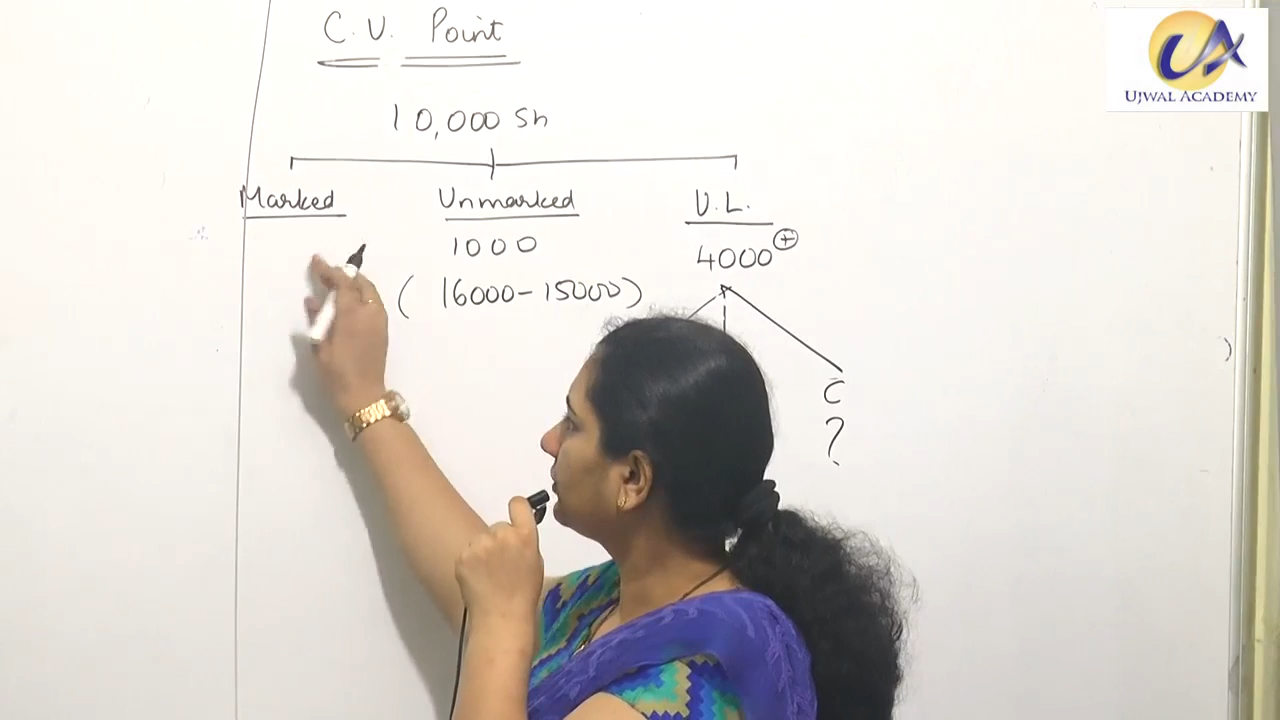 C.V. Point
10,000 Sh
Marked Unmarked U.L.
1000 4000 +
(16000-15000)
C
?
)
UJWAL ACADEMY